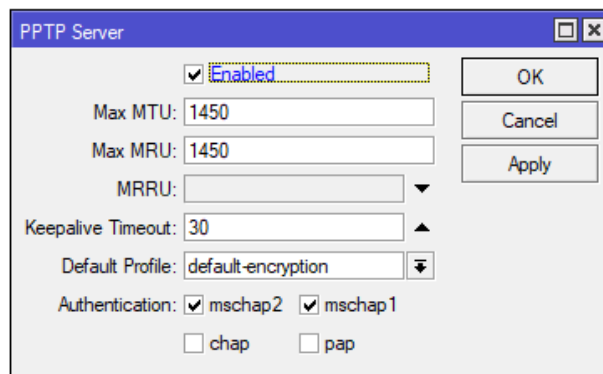 PPTP Server
Enabled
OK
Max MTU: 1450
Cancel
Max MRU: 1450
Apply
MRRU:
Keepalive Timeout: 30
Default Profile: default-encryption
Authentication: mschap2 mschap1
chap pap